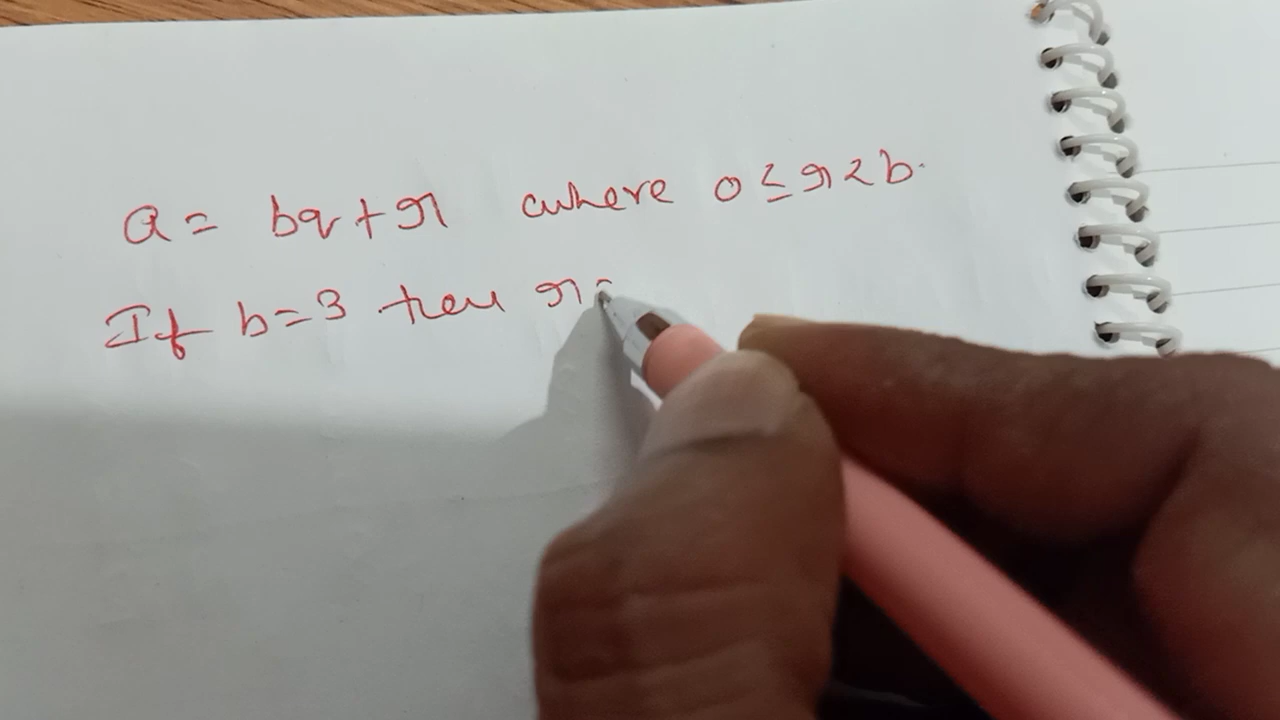 a = bq + r where 0 ≤ r < b.
If b = 3 then r =